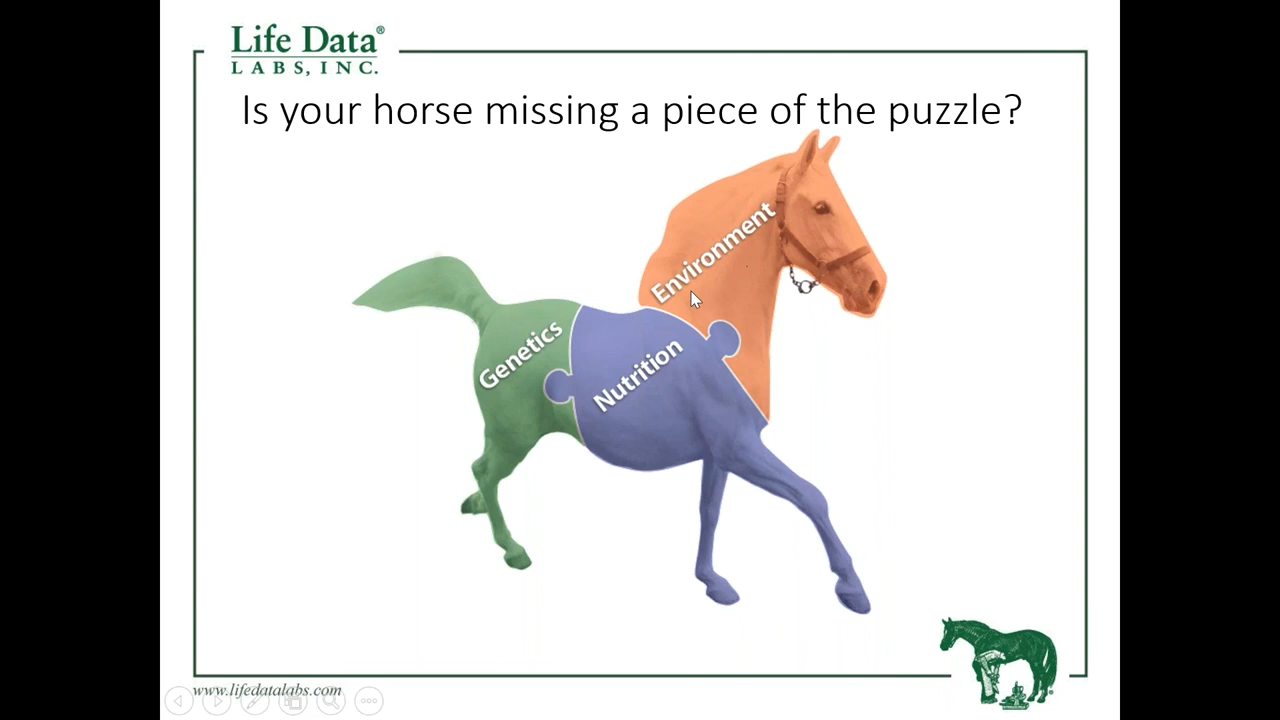 Life Data®
LABS, INC.
Is your horse missing a piece of the puzzle?
Environment
Genetics
Nutrition
www.lifedatalabs.com